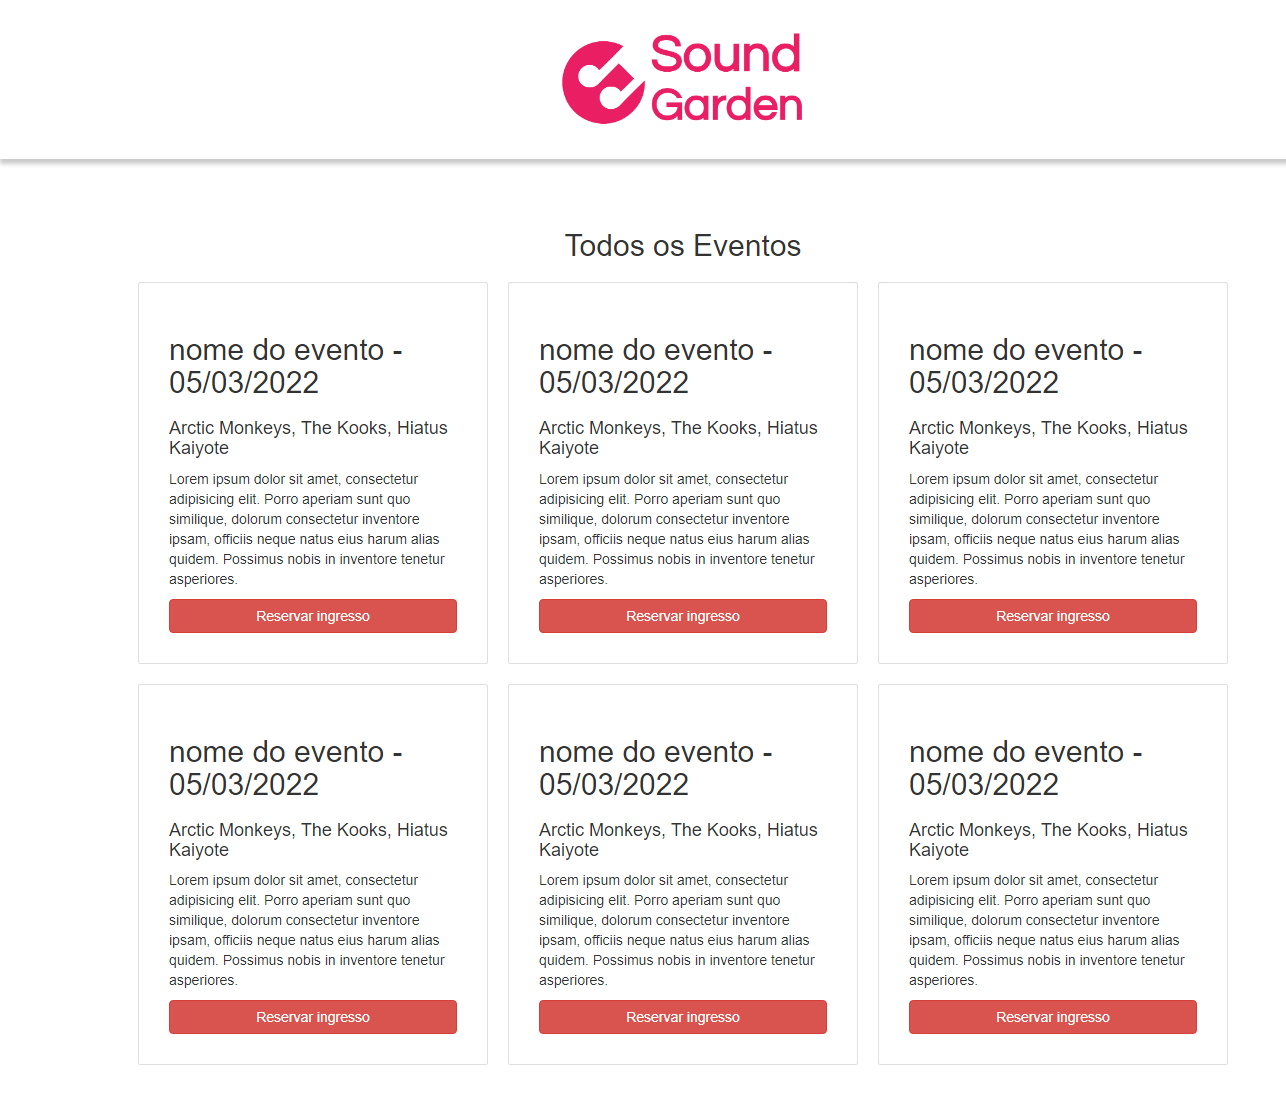 Sound
Garden
Todos os Eventos
nome do evento -
05/03/2022
Arctic Monkeys, The Kooks, Hiatus
Kaiyote
Lorem ipsum dolor sit amet, consectetur
adipisicing elit. Porro aperiam sunt quo
similique, dolorum consectetur inventore
ipsam, officiis neque natus eius harum alias
quidem. Possimus nobis in inventore tenetur
asperiores.
Reservar ingresso
nome do evento -
05/03/2022
Arctic Monkeys, The Kooks, Hiatus
Kaiyote
Lorem ipsum dolor sit amet, consectetur
adipisicing elit. Porro aperiam sunt quo
similique, dolorum consectetur inventore
ipsam, officiis neque natus eius harum alias
quidem. Possimus nobis in inventore tenetur
asperiores.
Reservar ingresso
nome do evento -
05/03/2022
Arctic Monkeys, The Kooks, Hiatus
Kaiyote
Lorem ipsum dolor sit amet, consectetur
adipisicing elit. Porro aperiam sunt quo
similique, dolorum consectetur inventore
ipsam, officiis neque natus eius harum alias
quidem. Possimus nobis in inventore tenetur
asperiores.
Reservar ingresso
nome do evento -
05/03/2022
Arctic Monkeys, The Kooks, Hiatus
Kaiyote
Lorem ipsum dolor sit amet, consectetur
adipisicing elit. Porro aperiam sunt quo
similique, dolorum consectetur inventore
ipsam, officiis neque natus eius harum alias
quidem. Possimus nobis in inventore tenetur
asperiores.
Reservar ingresso
nome do evento -
05/03/2022
Arctic Monkeys, The Kooks, Hiatus
Kaiyote
Lorem ipsum dolor sit amet, consectetur
adipisicing elit. Porro aperiam sunt quo
similique, dolorum consectetur inventore
ipsam, officiis neque natus eius harum alias
quidem. Possimus nobis in inventore tenetur
asperiores.
Reservar ingresso
nome do evento -
05/03/2022
Arctic Monkeys, The Kooks, Hiatus
Kaiyote
Lorem ipsum dolor sit amet, consectetur
adipisicing elit. Porro aperiam sunt quo
similique, dolorum consectetur inventore
ipsam, officiis neque natus eius harum alias
quidem. Possimus nobis in inventore tenetur
asperiores.
Reservar ingresso